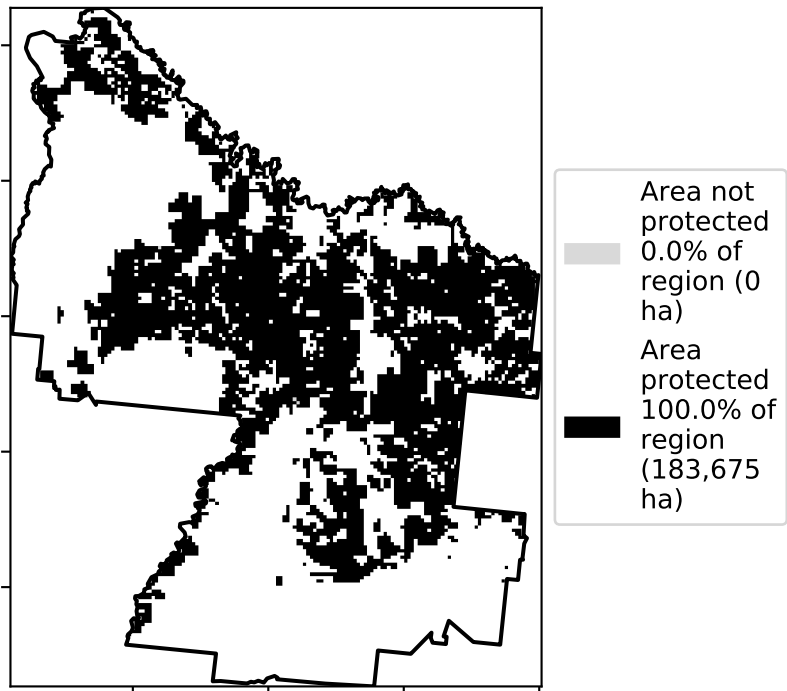 Area not
protected
0.0% of
region (0
ha)
Area
protected
100.0% of
region
(183,675
ha)